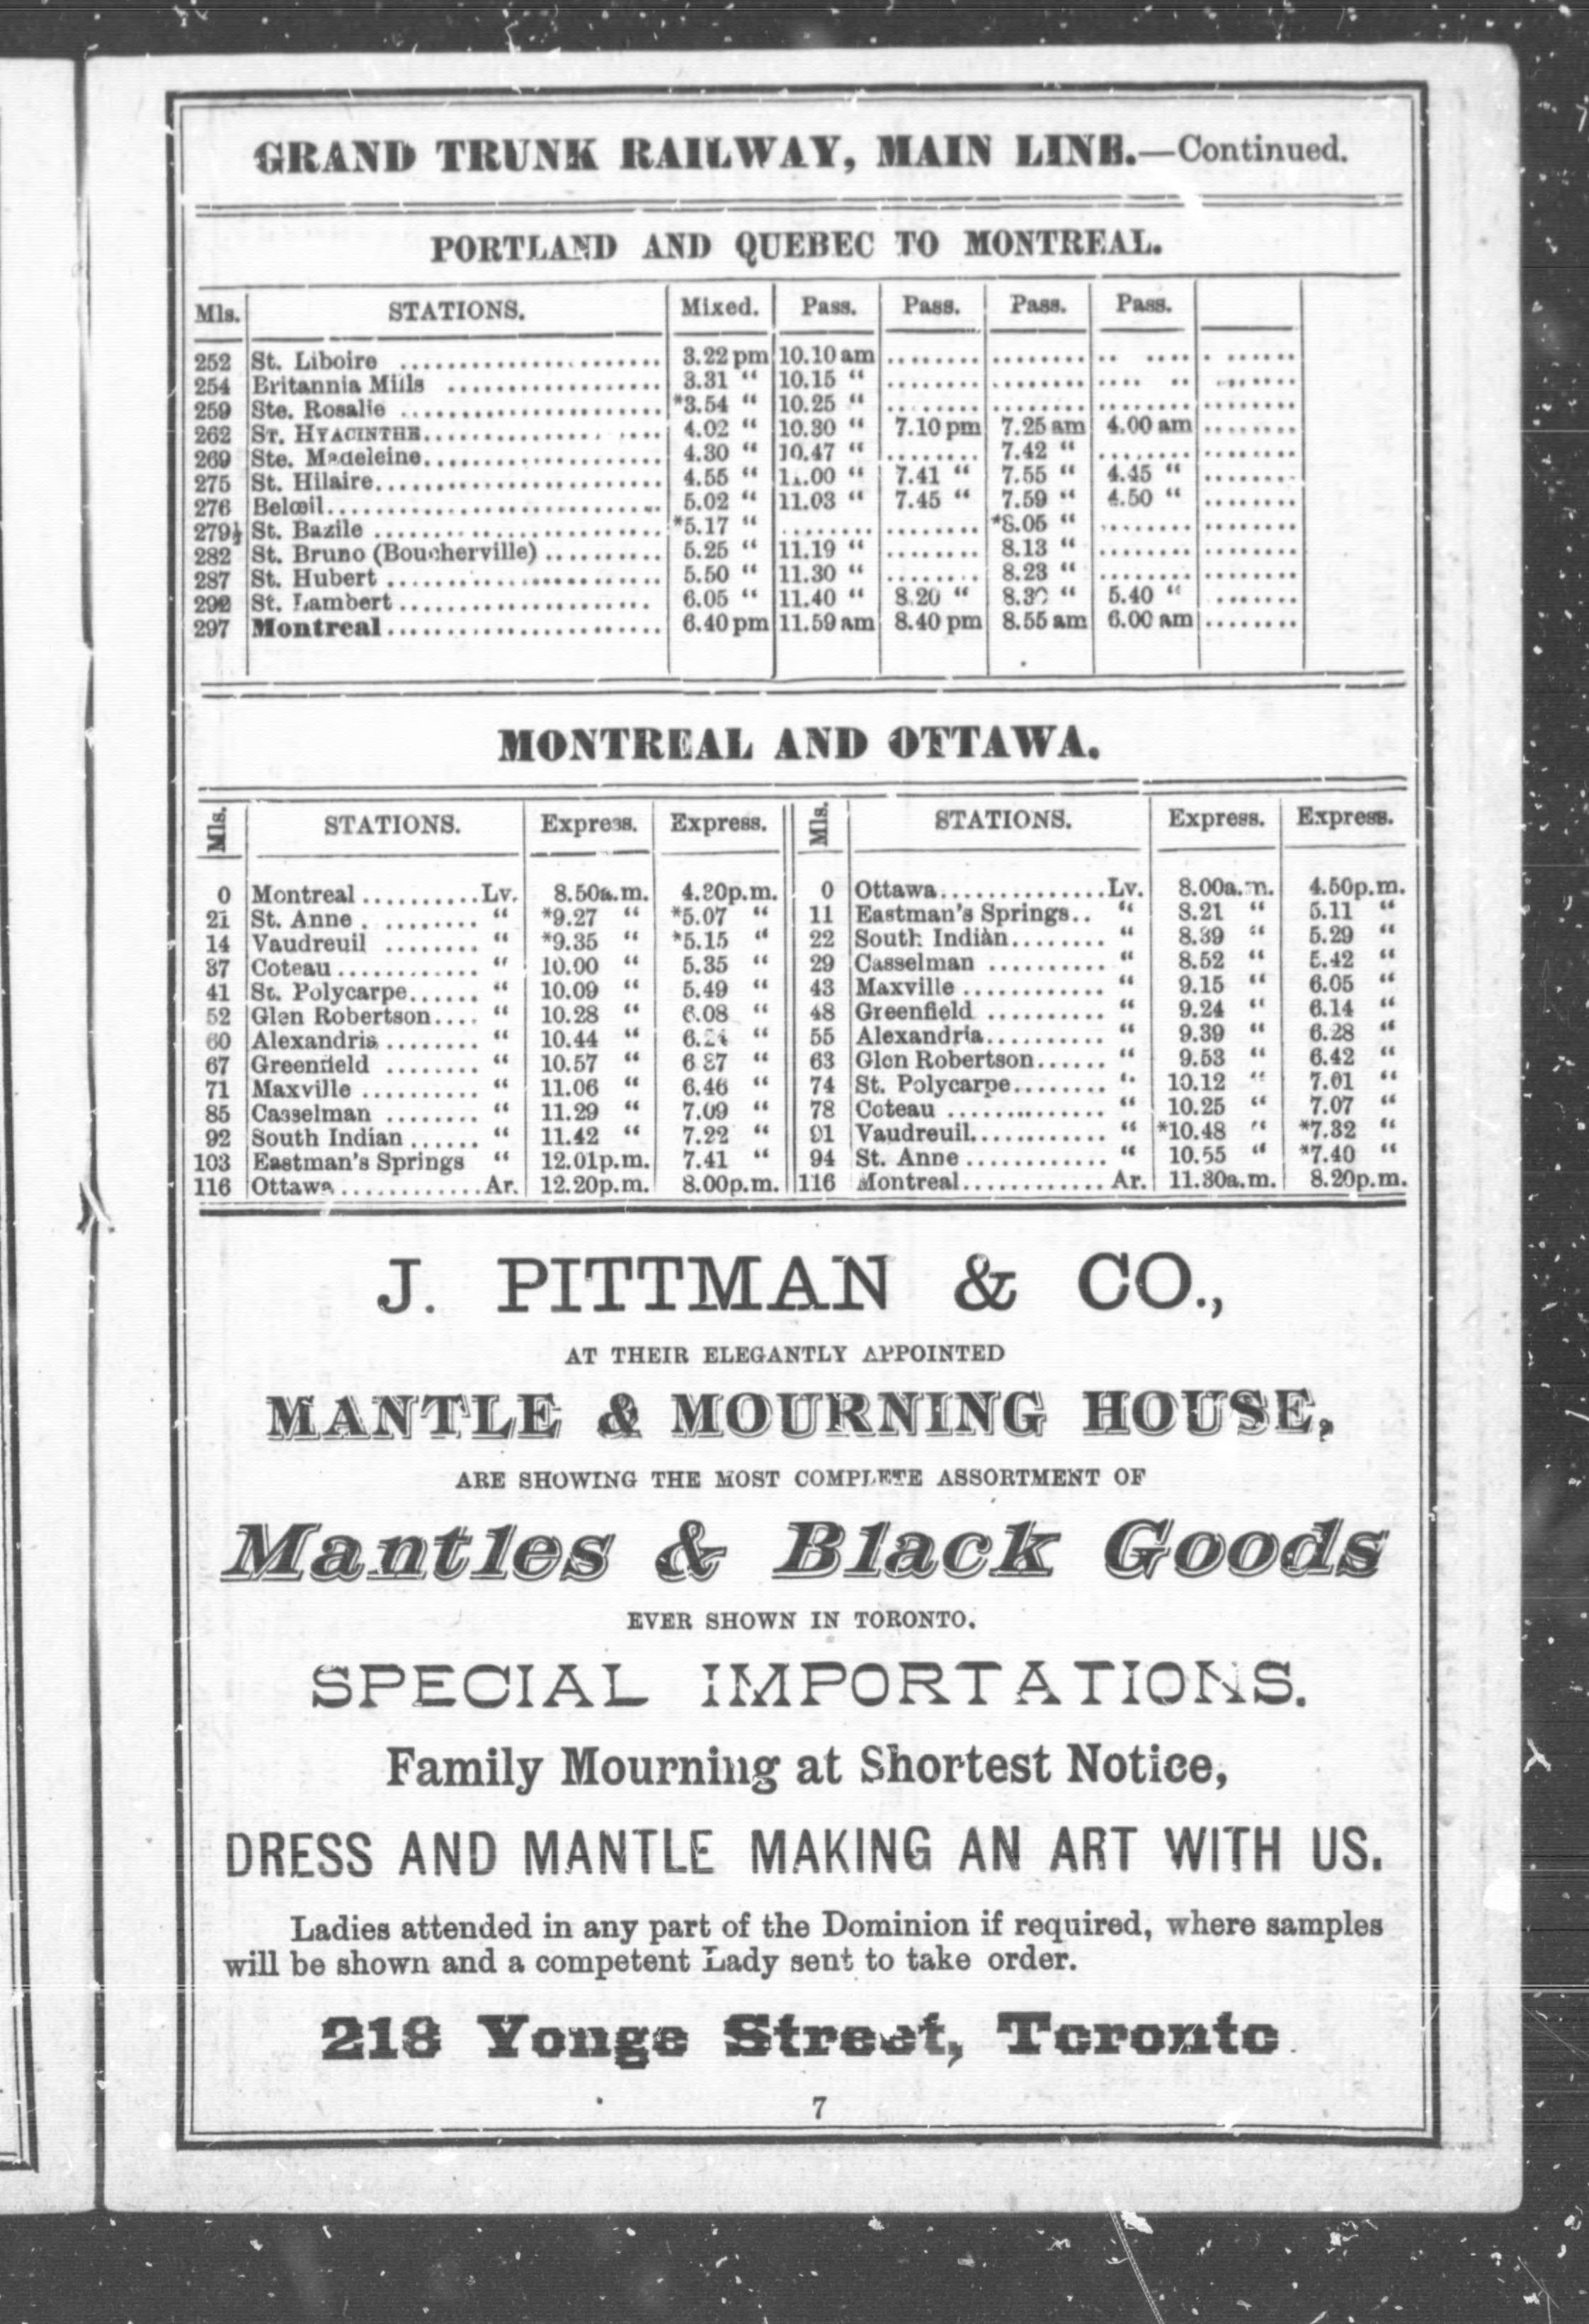 GRAND TRUNK RAILWAY, MAIN LINE.—Continued.
PORTLAND AND QUEBEC TO MONTREAL.
Mls. STATIONS. Mixed. Pass. Pass. Pass. Pass.
252 St. Liboire 3.22 pm 10.10 am
254 Britannia Mills 3.31 " 10.15 "
259 Ste. Rosalie *3.54 " 10.25 "
262 ST. HYACINTHE 4.02 " 10.30 " 7.10 pm 7.25 am 4.00 am
269 Ste. Madeleine 4.30 " 10.47 " 7.42 "
275 St. Hilaire 4.55 " 11.00 " 7.41 " 7.55 " 4.45 "
276 Belœil 5.02 " 11.03 " 7.45 " 7.59 " 4.50 "
279½ St. Bazile *5.17 " *8.05 "
282 St. Bruno (Boucherville) 5.25 " 11.19 " 8.13 "
287 St. Hubert 5.50 " 11.30 " 8.23 "
292 St. Lambert 6.05 " 11.40 " 8.20 " 5.40 "
297 Montreal 6.40 pm 11.59 am 8.40 pm 8.55 am 6.00 am
MONTREAL AND OTTAWA.
Mls. STATIONS. Express. Express. Mls. STATIONS. Express. Express.
0 Montreal Lv. 8.50a.m. 0 Ottawa Lv. 8.00a.m. 4.50p.m.
21 St. Anne " *9.27 " *5.07 " 11 Eastman's Springs " 8.21 " 5.11 "
14 Vaudreuil " *9.35 " *5.15 " 22 South Indian " 8.39 " 5.29 "
37 Coteau " 10.00 " 5.35 " 29 Casselman " 8.52 " 5.42 "
41 St. Polycarpe " 10.09 " 5.49 " 43 Maxville " 9.15 " 6.05 "
52 Glen Robertson " 10.28 " 6.08 " 48 Greenfield " 9.24 " 6.14 "
60 Alexandria " 10.44 " 55 Alexandria " 9.39 " 6.28 "
67 Greenfield " 10.57 " 6 37 " 63 Glen Robertson " 9.53 " 6.42 "
71 Maxville " 11.06 " 6.46 " 74 St. Polycarpe " 10.12 " 7.01 "
85 Casselman " 11.29 " 7.09 " 78 Coteau " 10.25 " 7.07 "
92 South Indian " 11.42 " 7.22 " 91 Vaudreuil " *10.48 " *7.32 "
103 Eastman's Springs " 12.01p.m. 7.41 " 94 St. Anne " 10.55 " *7.40 "
116 Ottawa Ar. 12.20p.m. 8.00p.m. 116 Montreal Ar. 11.30a.m. 8.20p.m.
J. PITTMAN & CO.,
AT THEIR ELEGANTLY APPOINTED
MANTLE & MOURNING HOUSE,
ARE SHOWING THE MOST COMPLETE ASSORTMENT OF
Mantles & Black Goods
EVER SHOWN IN TORONTO.
SPECIAL IMPORTATIONS.
Family Mourning at Shortest Notice,
DRESS AND MANTLE MAKING AN ART WITH US.
Ladies attended in any part of the Dominion if required, where samples
will be shown and a competent Lady sent to take order.
218 Yonge Street, Toronto.
7